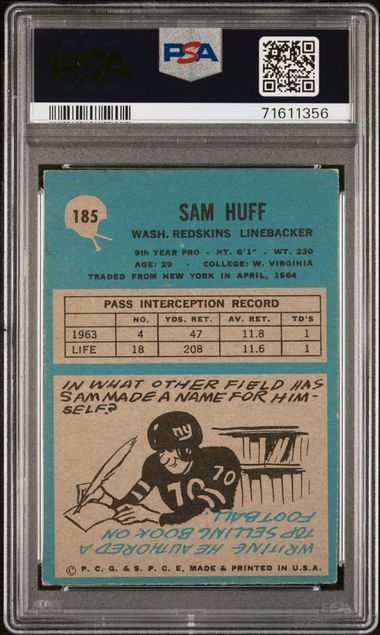 PSA
PSA
71611356
185
SAM HUFF
WASH. REDSKINS LINEBACKER
9TH YEAR PRO - HT. 6'1" - WT. 230
AGE: 29 - COLLEGE: W. VIRGINIA
TRADED FROM NEW YORK IN APRIL, 1964
PASS INTERCEPTION RECORD
NO. YDS. RET. AV. RET. TD'S
1963 4 47 11.8 1
LIFE 18 208 11.6 1
IN WHAT OTHER FIELD HAS
SAM MADE A NAME FOR HIM-
SELF?
NY
70
70
WRITING. HE AUTHORED A
TOP SELLING BOOK ON
FOOTBALL.
© P. C. G. & S. P. C. E. MADE & PRINTED IN U.S.A.